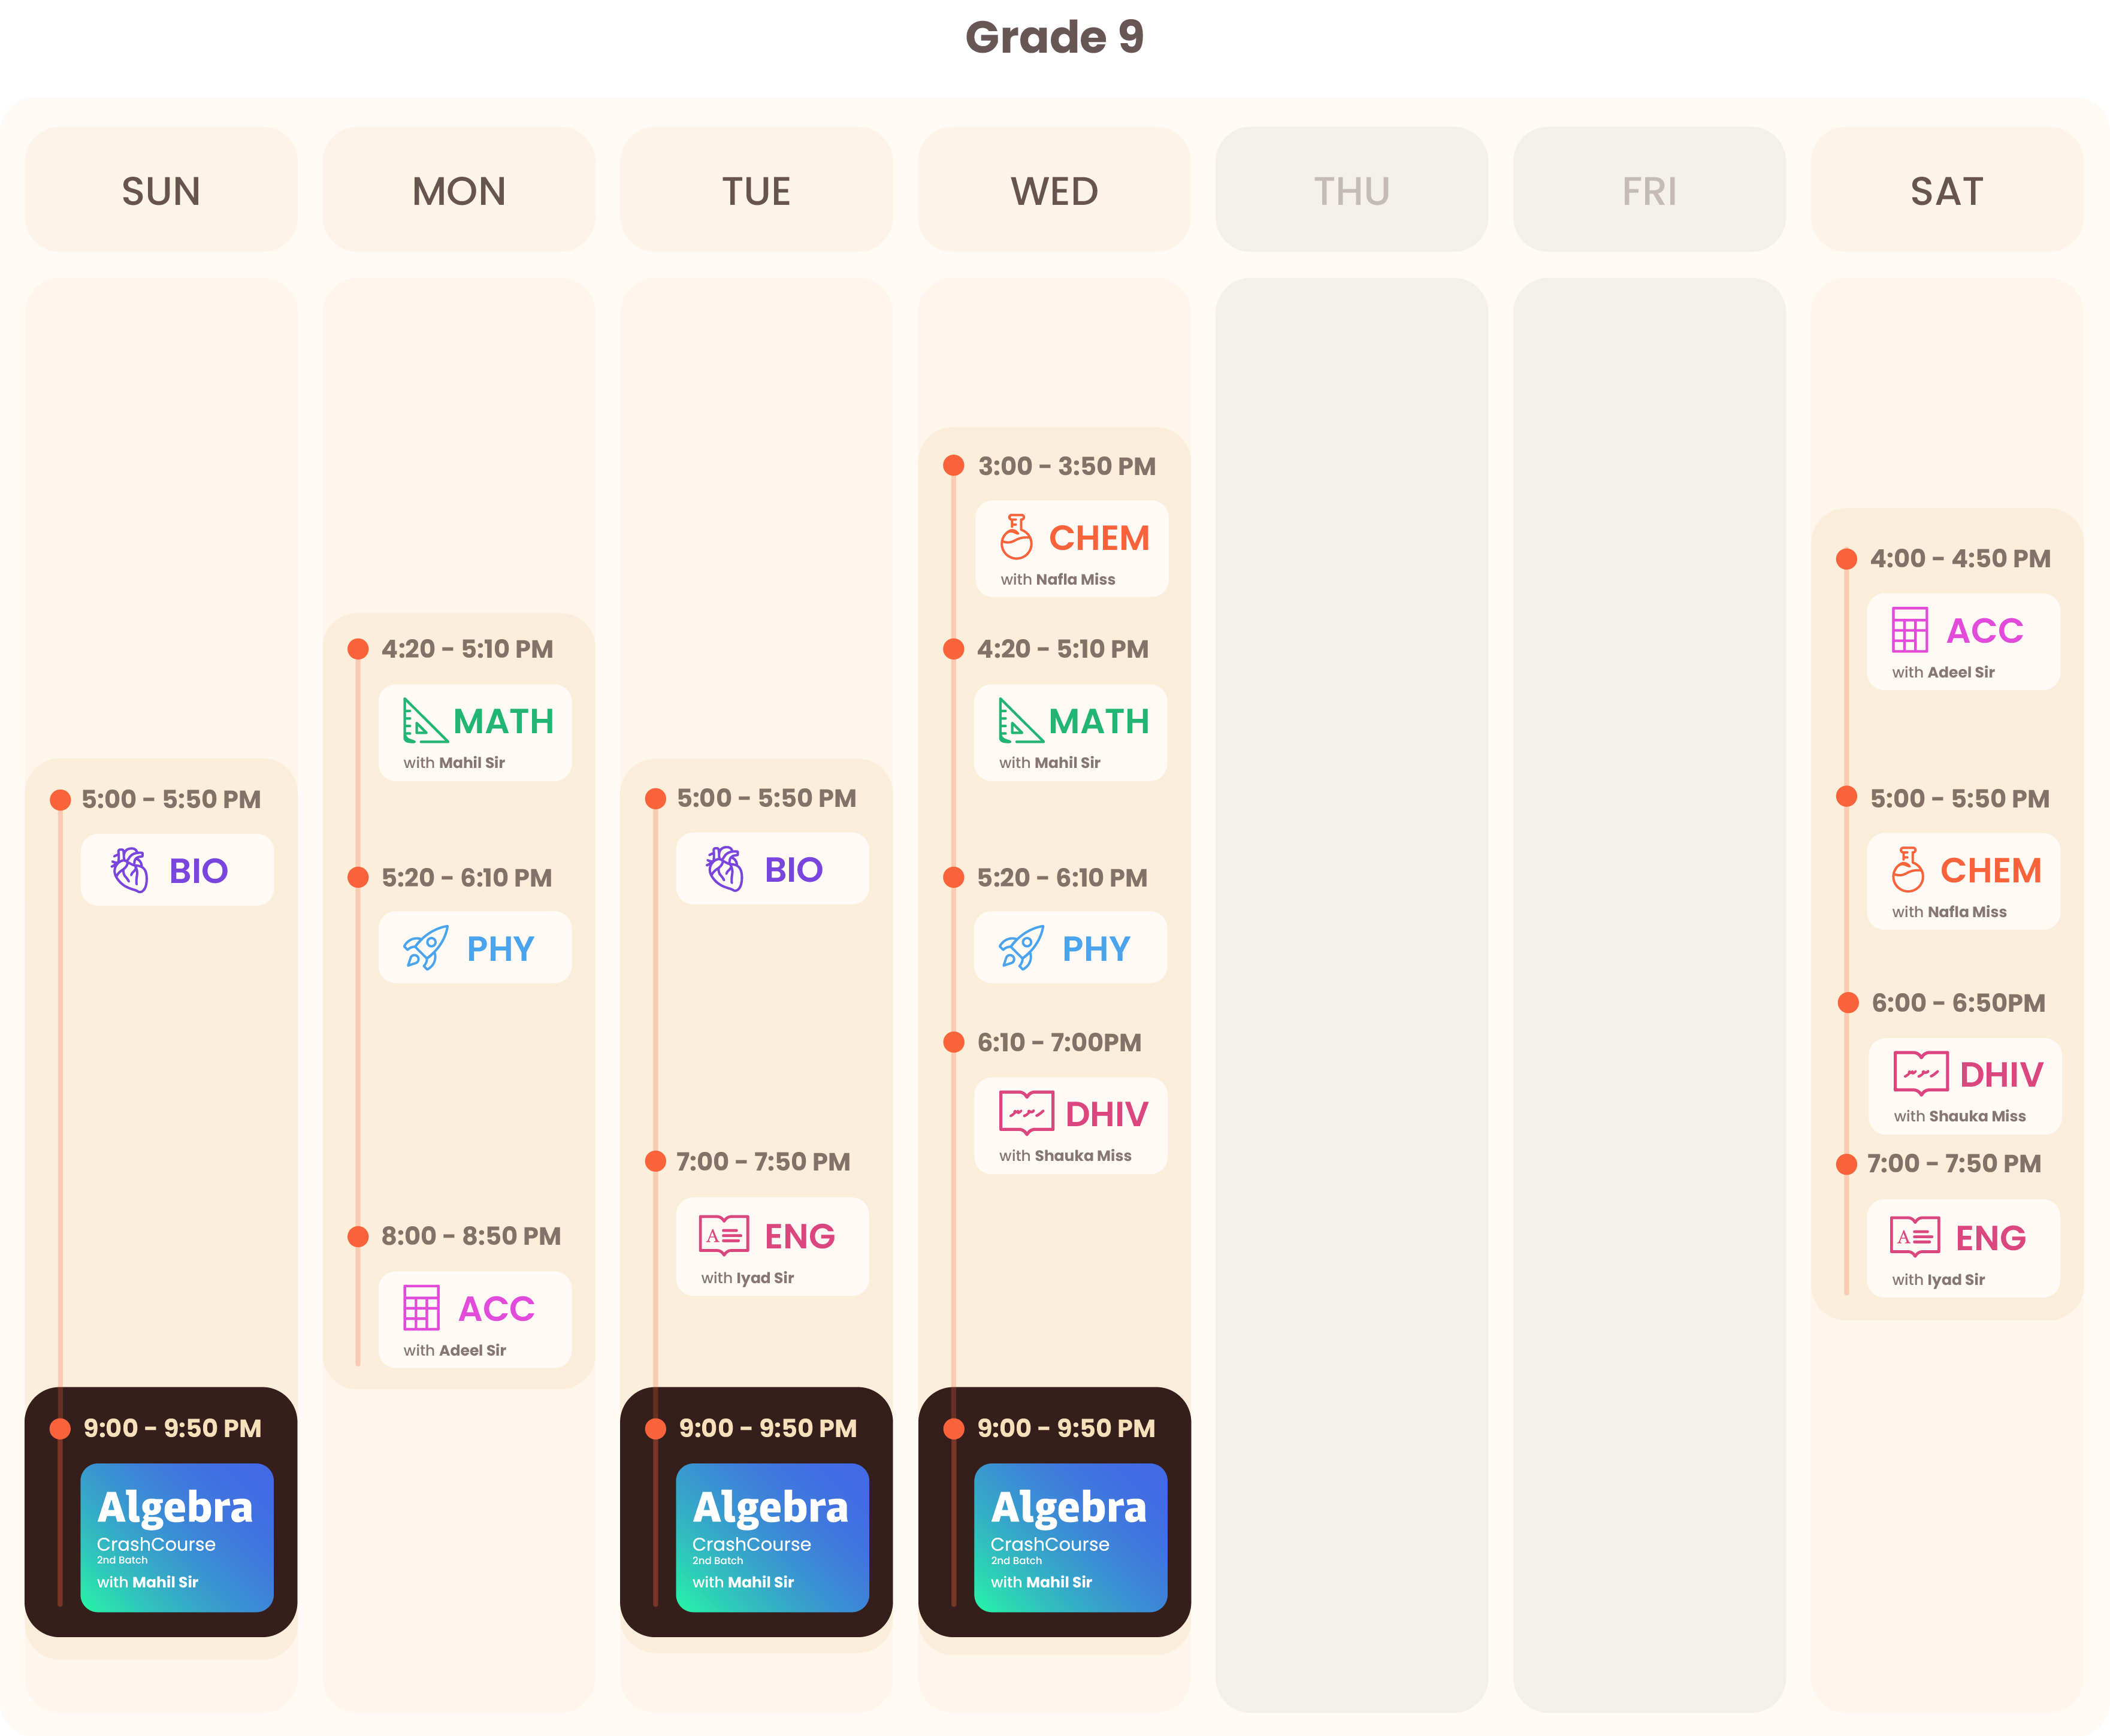 Grade 9
SUN
MON
TUE
WED
THU
FRI
SAT
5:00 - 5:50 PM
BIO
9:00 - 9:50 PM
Algebra
CrashCourse
2nd Batch
with Mahil Sir
4:20 - 5:10 PM
MATH
with Mahil Sir
5:20 - 6:10 PM
PHY
8:00 - 8:50 PM
ACC
with Adeel Sir
5:00 - 5:50 PM
BIO
7:00 - 7:50 PM
A
ENG
with Iyad Sir
9:00 - 9:50 PM
Algebra
CrashCourse
2nd Batch
with Mahil Sir
3:00 - 3:50 PM
CHEM
with Nafla Miss
4:20 - 5:10 PM
MATH
with Mahil Sir
5:20 - 6:10 PM
PHY
6:10 - 7:00PM
DHIV
with Shauka Miss
9:00 - 9:50 PM
Algebra
CrashCourse
2nd Batch
with Mahil Sir
4:00 - 4:50 PM
ACC
with Adeel Sir
5:00 - 5:50 PM
CHEM
with Nafla Miss
6:00 - 6:50PM
DHIV
with Shauka Miss
7:00 - 7:50 PM
A
ENG
with Iyad Sir